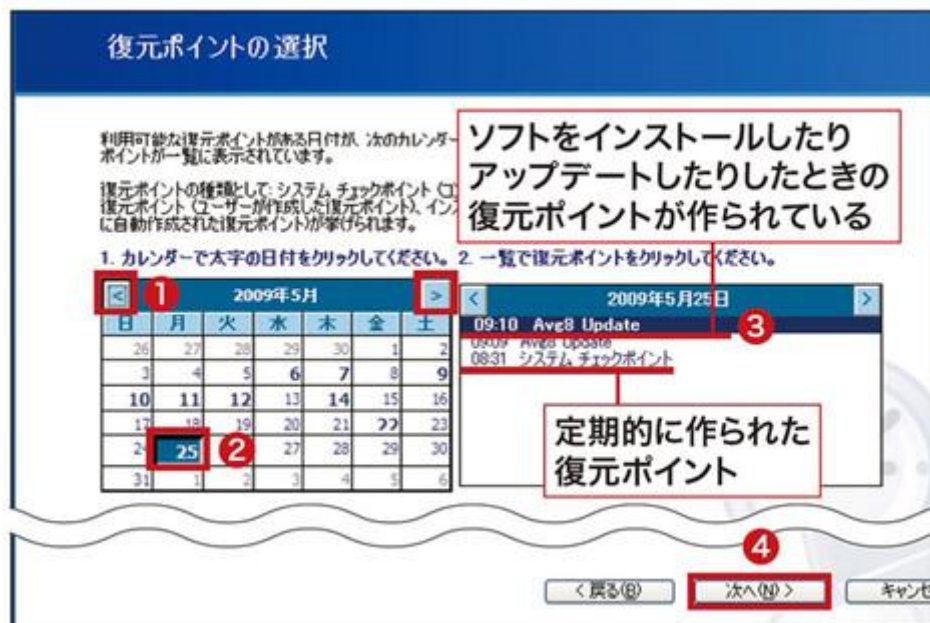 復元ポイントの選択
利用可能な復元ポイントがある日付が、次のカレンダー
ポイントが一覧に表示されています。
復元ポイントの種類として: システム チェックポイント (コン
復元ポイント (ユーザーが作成した復元ポイント)、インス
に自動作成された復元ポイント)が挙げられます。
ソフトをインストールしたり
アップデートしたりしたときの
復元ポイントが作られている
1. カレンダーで太字の日付をクリックしてください。 2. 一覧で復元ポイントをクリックしてください。
< 1 2009年5月 >
日 月 火 水 木 金 土
26 27 28 29 30 1 2
3 4 5 6 7 8 9
10 11 12 13 14 15 16
17 18 19 20 21 22 23
25 2 27 28 29 30
31 1 2 3 4 5 6
< 2009年5月25日 >
09:10 Avg8 Update 3
09:09 Avg8 Update
08:31 システム チェックポイント
定期的に作られた
復元ポイント
4
< 戻る(B) 次へ(N) > キャンセ